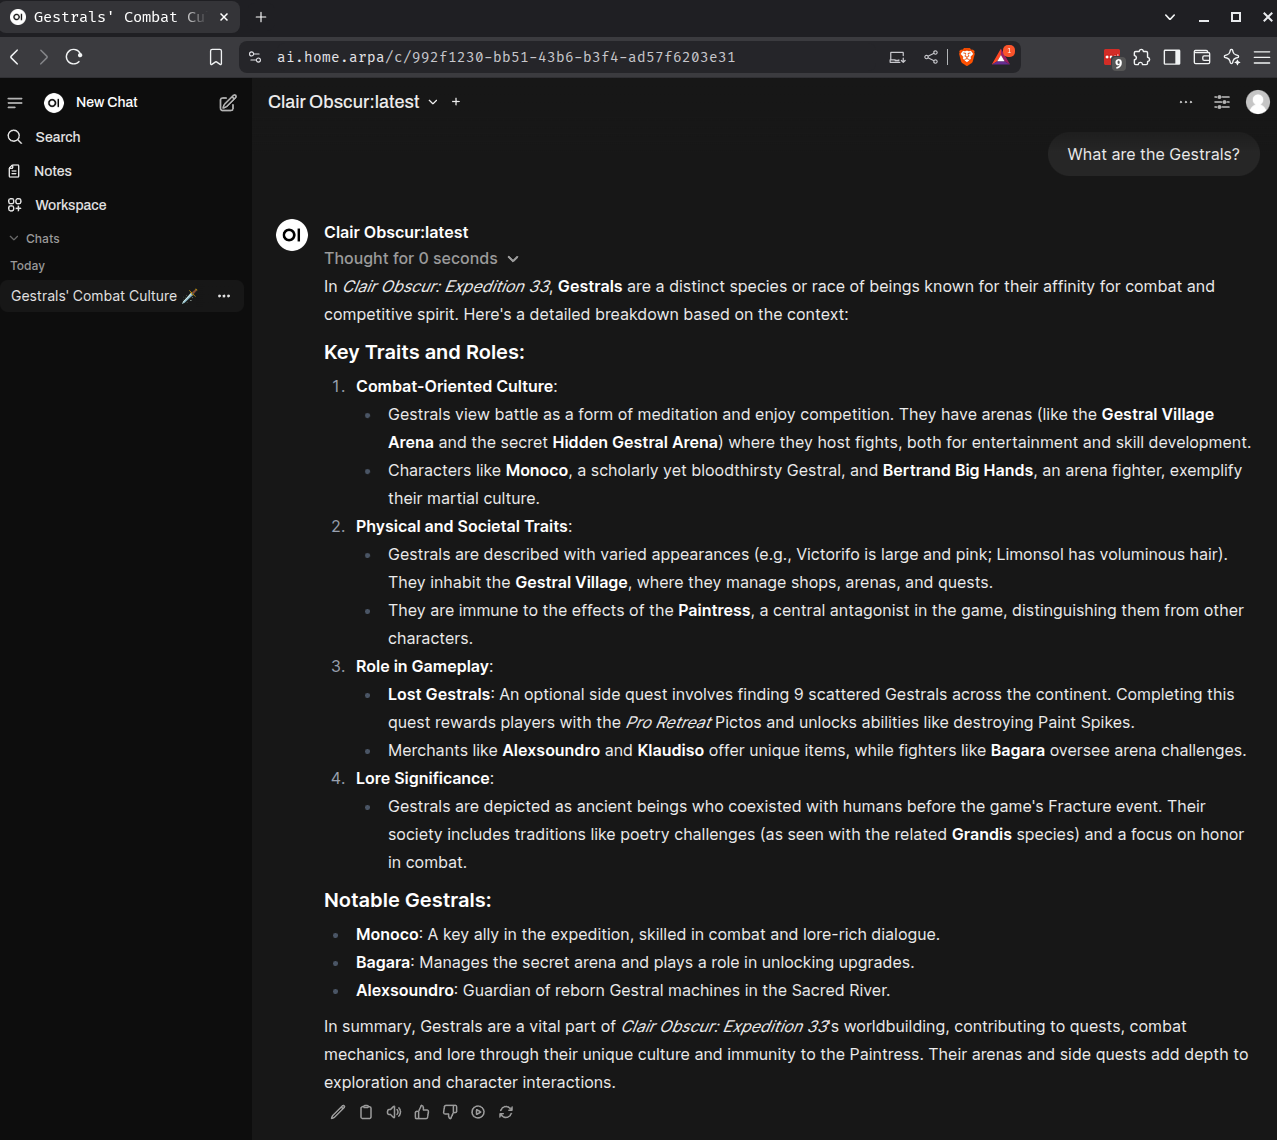 OI Gestrals' Combat Cu
ai.home.arpa/c/992f1230-bb51-43b6-b3f4-ad57f6203e31
1
9
OI New Chat
Search
Notes
Workspace
Chats
Today
Gestrals' Combat Culture 🗡️ ...
Clair Obscur:latest
What are the Gestrals?
OI Clair Obscur:latest
Thought for 0 seconds
In Clair Obscur: Expedition 33, Gestrals are a distinct species or race of beings known for their affinity for combat and
competitive spirit. Here's a detailed breakdown based on the context:
Key Traits and Roles:
1. Combat-Oriented Culture:
• Gestrals view battle as a form of meditation and enjoy competition. They have arenas (like the Gestral Village
Arena and the secret Hidden Gestral Arena) where they host fights, both for entertainment and skill development.
• Characters like Monoco, a scholarly yet bloodthirsty Gestral, and Bertrand Big Hands, an arena fighter, exemplify
their martial culture.
2. Physical and Societal Traits:
• Gestrals are described with varied appearances (e.g., Victorifo is large and pink; Limonsol has voluminous hair).
They inhabit the Gestral Village, where they manage shops, arenas, and quests.
• They are immune to the effects of the Paintress, a central antagonist in the game, distinguishing them from other
characters.
3. Role in Gameplay:
• Lost Gestrals: An optional side quest involves finding 9 scattered Gestrals across the continent. Completing this
quest rewards players with the Pro Retreat Pictos and unlocks abilities like destroying Paint Spikes.
• Merchants like Alexsoundro and Klaudiso offer unique items, while fighters like Bagara oversee arena challenges.
4. Lore Significance:
• Gestrals are depicted as ancient beings who coexisted with humans before the game's Fracture event. Their
society includes traditions like poetry challenges (as seen with the related Grandis species) and a focus on honor
in combat.
Notable Gestrals:
• Monoco: A key ally in the expedition, skilled in combat and lore-rich dialogue.
• Bagara: Manages the secret arena and plays a role in unlocking upgrades.
• Alexsoundro: Guardian of reborn Gestral machines in the Sacred River.
In summary, Gestrals are a vital part of Clair Obscur: Expedition 33's worldbuilding, contributing to quests, combat
mechanics, and lore through their unique culture and immunity to the Paintress. Their arenas and side quests add depth to
exploration and character interactions.